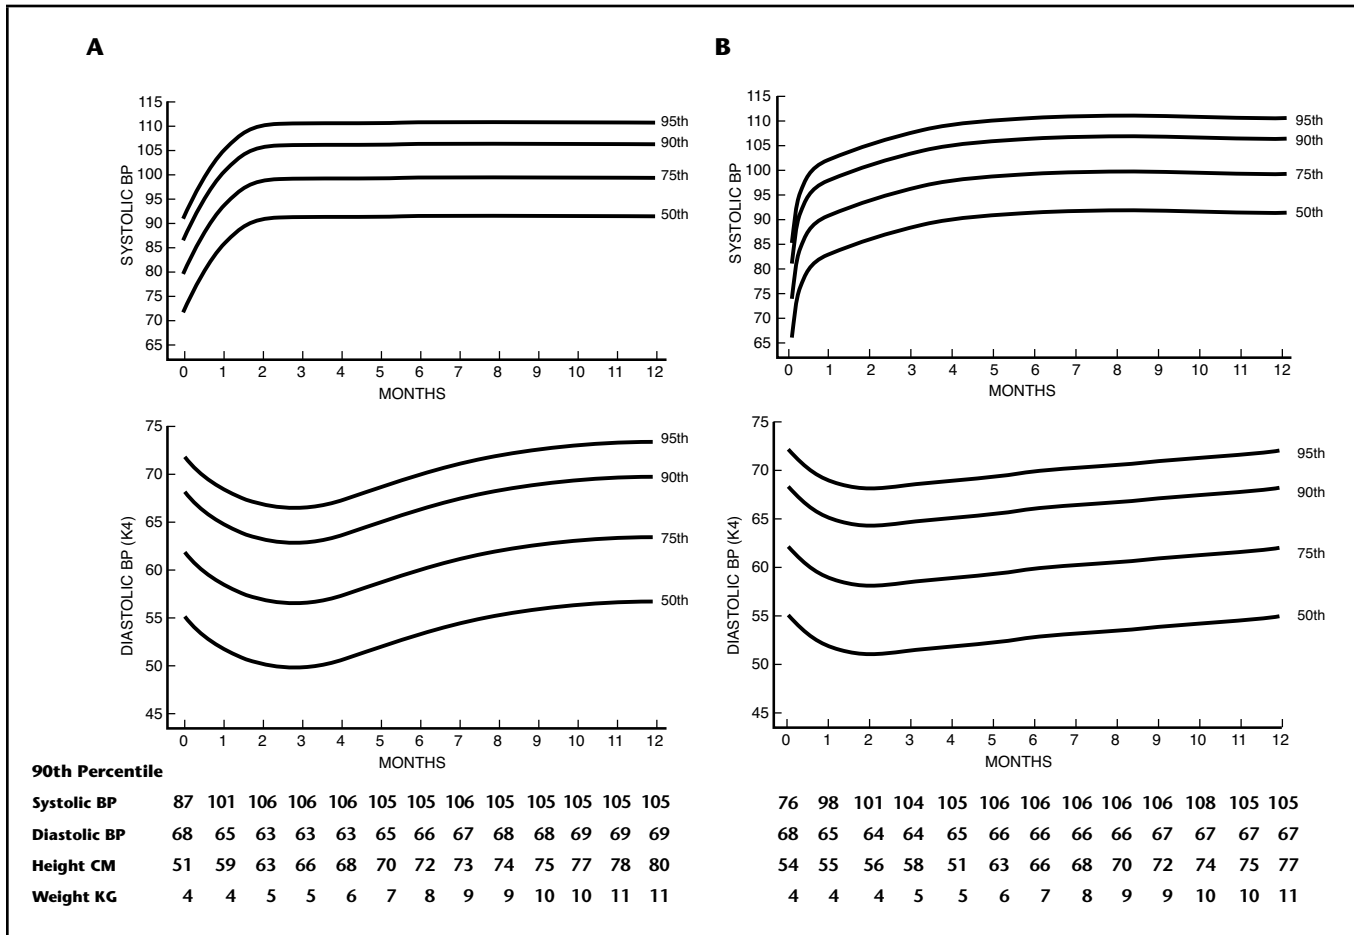 A
115
110
105
100
95
90
85
80
75
70
65
SYSTOLIC BP
95th
90th
75th
50th
0 1 2 3 4 5 6 7 8 9 10 11 12
MONTHS
75
70
65
60
55
50
45
DIASTOLIC BP (K4)
95th
90th
75th
50th
0 1 2 3 4 5 6 7 8 9 10 11 12
MONTHS
B
115
110
105
100
95
90
85
80
75
70
65
SYSTOLIC BP
95th
90th
75th
50th
0 1 2 3 4 5 6 7 8 9 10 11 12
MONTHS
75
70
65
60
55
50
45
DIASTOLIC BP (K4)
95th
90th
75th
50th
0 1 2 3 4 5 6 7 8 9 10 11 12
MONTHS
90th Percentile
Systolic BP 87 101 106 106 106 105 105 106 105 105 105 105 105 76 98 101 104 105 106 106 106 106 106 108 105 105
Diastolic BP 68 65 63 63 63 65 66 67 68 68 69 69 69 68 65 64 64 65 66 66 66 66 67 67 67 67
Height CM 51 59 63 66 68 70 72 73 74 75 77 78 80 54 55 56 58 51 63 66 68 70 72 74 75 77
Weight KG 4 4 5 5 6 7 8 9 9 10 10 11 11 4 4 4 5 5 6 7 8 9 9 10 10 11